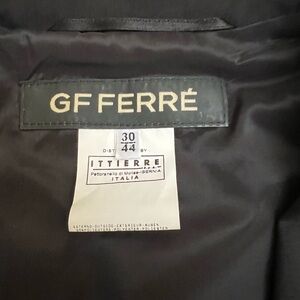 GF FERRÉ
30
44
DIST BY
ITTIERRE
Pettoranello di Molise-ISERNIA
ITALIA